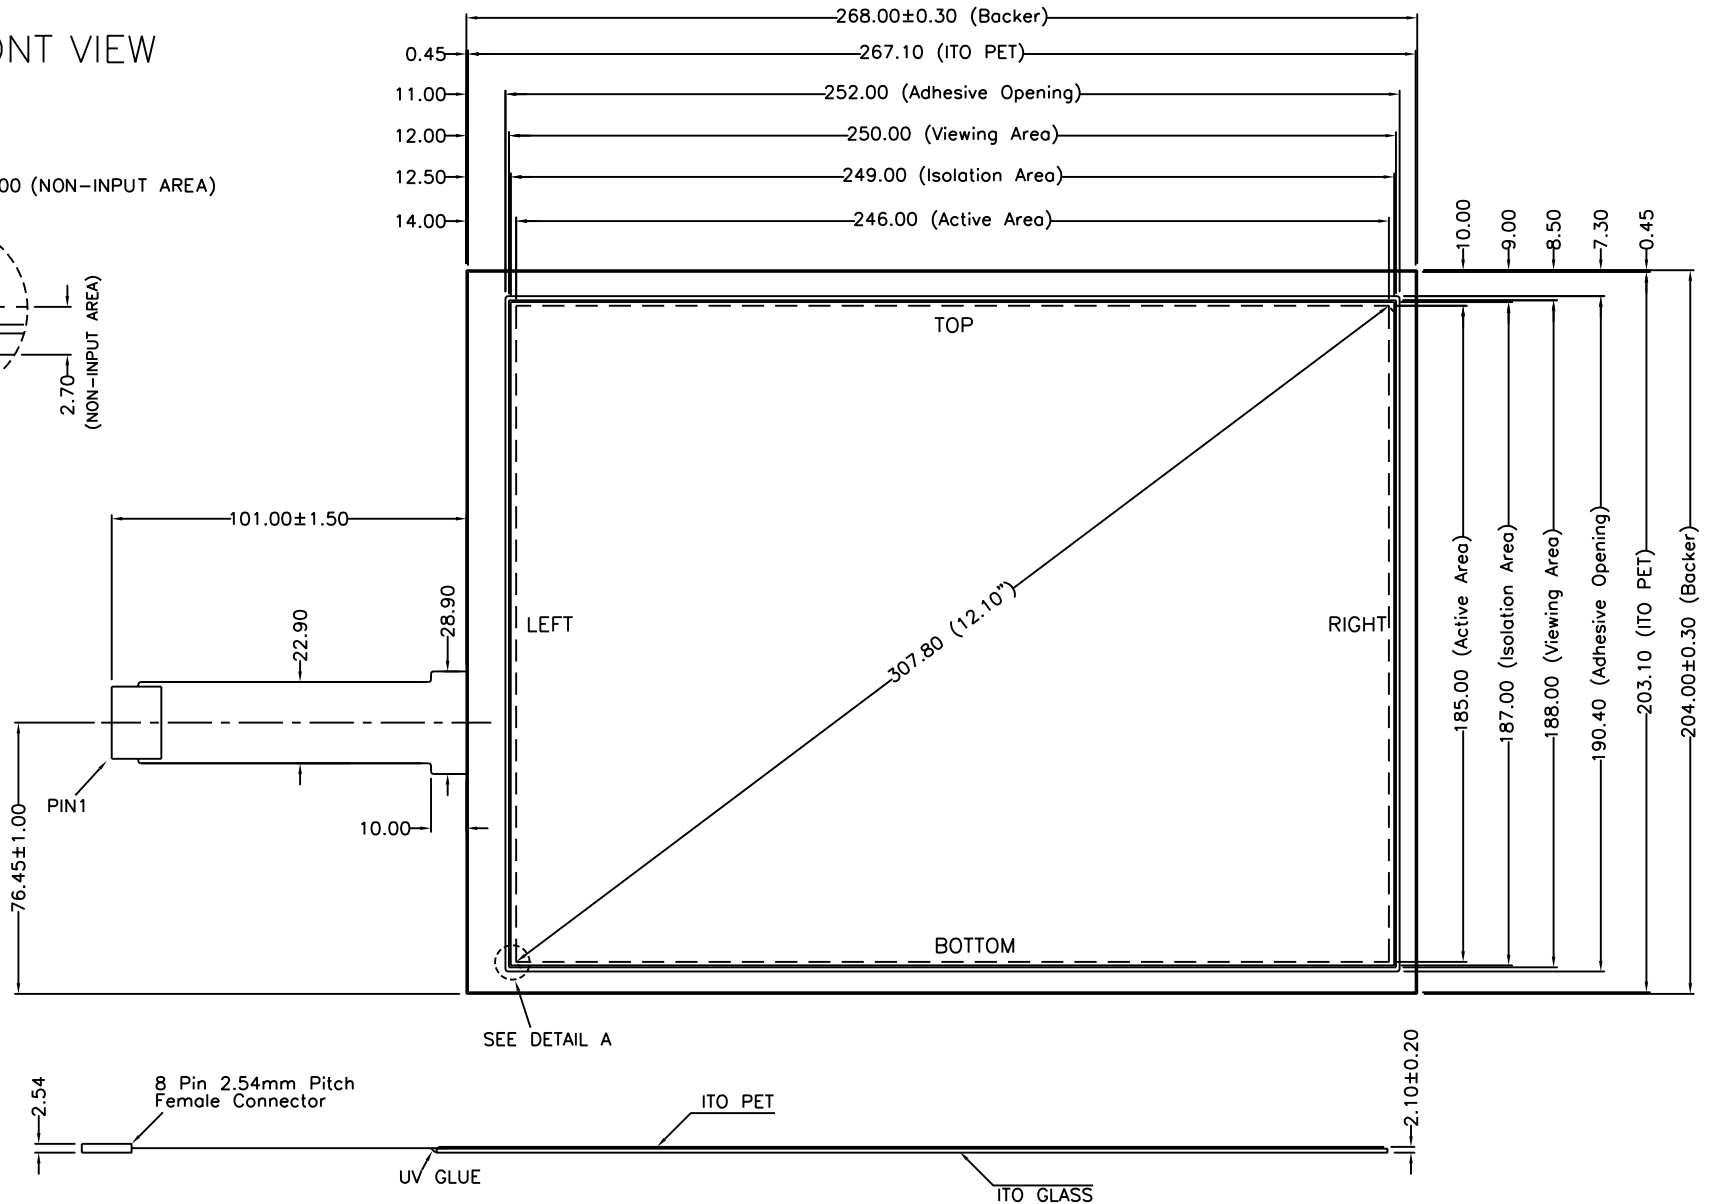 268.00±0.30 (Backer)
ONT VIEW
0.45
267.10 (ITO PET)
11.00
252.00 (Adhesive Opening)
12.00
250.00 (Viewing Area)
12.50
249.00 (Isolation Area)
00 (NON-INPUT AREA)
14.00
246.00 (Active Area)
10.00
9.00
8.50
7.30
0.45
2.70
(NON-INPUT AREA)
TOP
101.00±1.50
LEFT
RIGHT
307.80 (12.10")
22.90
28.90
185.00 (Active Area)
187.00 (Isolation Area)
188.00 (Viewing Area)
190.40 (Adhesive Opening)
203.10 (ITO PET)
204.00±0.30 (Backer)
PIN1
10.00
76.45±1.00
BOTTOM
SEE DETAIL A
2.54
8 Pin 2.54mm Pitch
Female Connector
ITO PET
2.10±0.20
UV GLUE
ITO GLASS